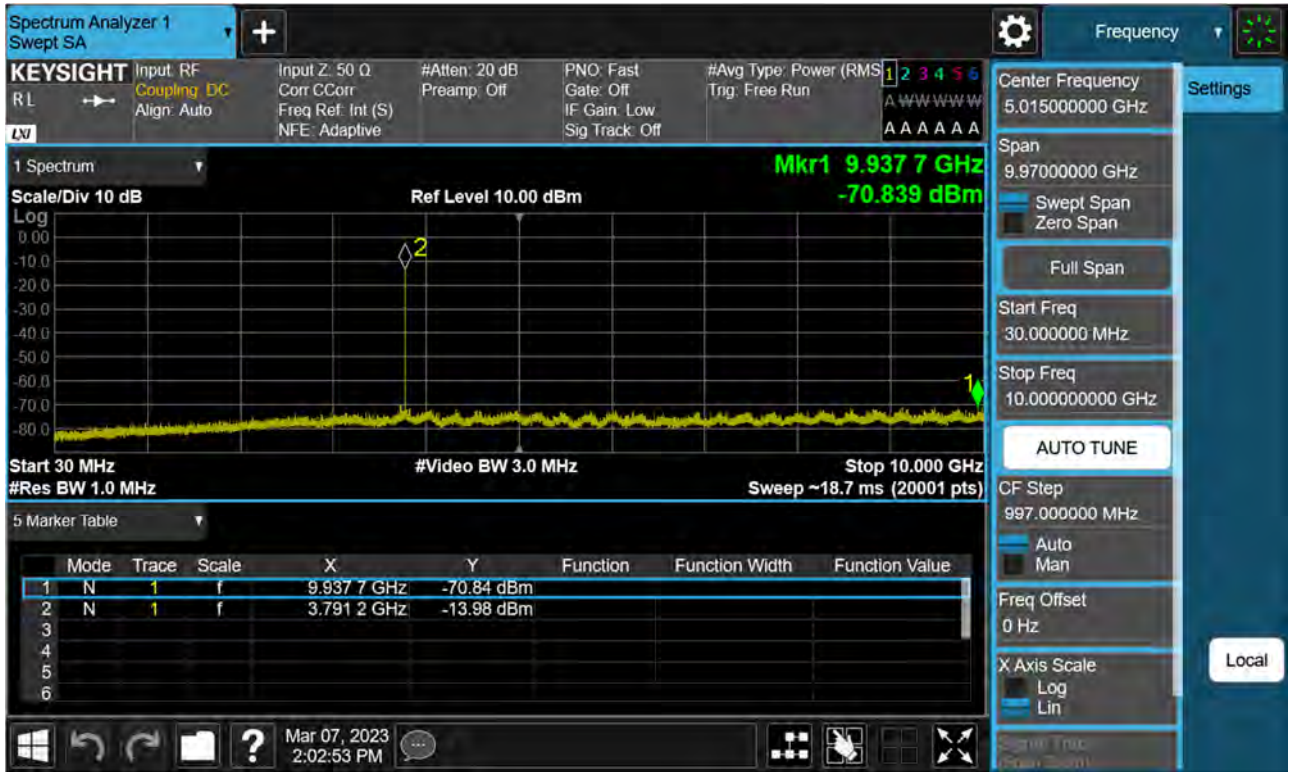 Spectrum Analyzer 1
Swept SA
+
Frequency
KEYSIGHT
RL
LXI
Input: RF
Coupling: DC
Align: Auto
Input Z: 50 Ω
Corr CCorr
Freq Ref: Int (S)
NFE: Adaptive
#Atten: 20 dB
Preamp: Off
PNO: Fast
Gate: Off
IF Gain: Low
Sig Track: Off
#Avg Type: Power (RMS
Trig: Free Run
1 2 3 4 5 6
A W W W W W
A A A A A A
Center Frequency
5.015000000 GHz
Settings
Span
9.97000000 GHz
Swept Span
Zero Span
Full Span
Start Freq
30.000000 MHz
Stop Freq
10.000000000 GHz
AUTO TUNE
CF Step
997.000000 MHz
Auto
Man
Freq Offset
0 Hz
X Axis Scale
Log
Lin
Local
1 Spectrum
Mkr1 9.937 7 GHz
-70.839 dBm
Scale/Div 10 dB
Ref Level 10.00 dBm
Log
0.00
-10.0
-20.0
-30.0
-40.0
-50.0
-60.0
-70.0
-80.0
2
1
Start 30 MHz
#Video BW 3.0 MHz
Stop 10.000 GHz
#Res BW 1.0 MHz
Sweep ~18.7 ms (20001 pts)
5 Marker Table
Mode Trace Scale X Y Function Function Width Function Value
1 N 1 f 9.937 7 GHz -70.84 dBm
2 N 1 f 3.791 2 GHz -13.98 dBm
3
4
5
6
?
Mar 07, 2023
2:02:53 PM